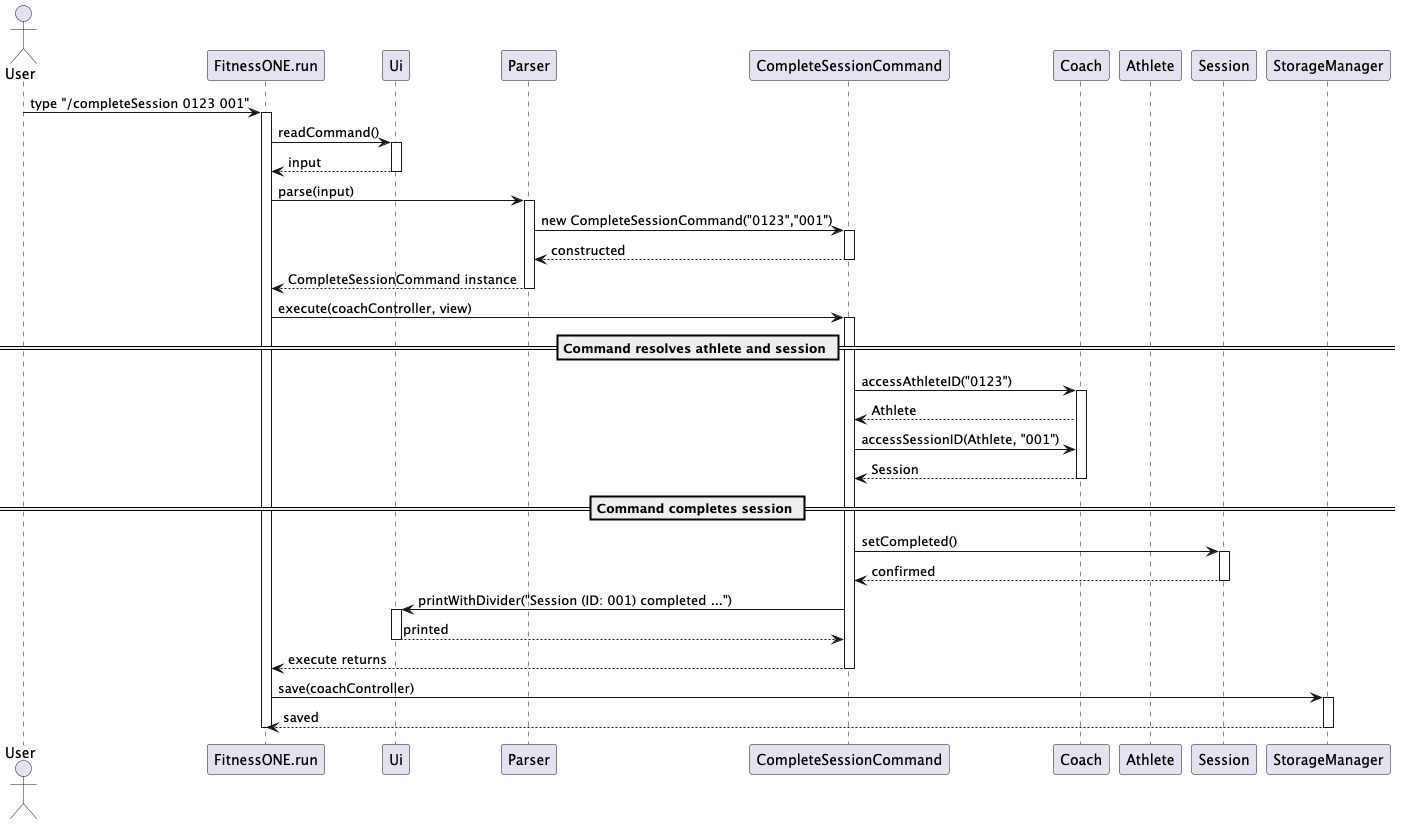 User
FitnessONE.run
Ui
Parser
CompleteSessionCommand
Coach
Athlete
Session
StorageManager
type "/completeSession 0123 001"
readCommand()
input
parse(input)
new CompleteSessionCommand("0123","001")
constructed
CompleteSessionCommand instance
execute(coachController, view)
Command resolves athlete and session
accessAthleteID("0123")
Athlete
accessSessionID(Athlete, "001")
Session
Command completes session
setCompleted()
confirmed
printWithDivider("Session (ID: 001) completed ...")
printed
execute returns
save(coachController)
saved
User
FitnessONE.run
Ui
Parser
CompleteSessionCommand
Coach
Athlete
Session
StorageManager